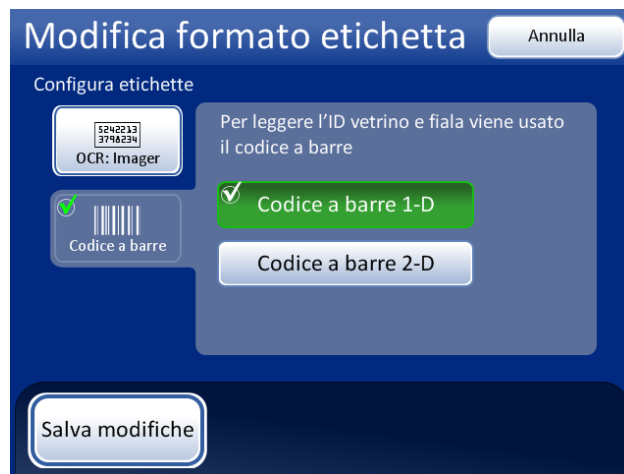 Modifica formato etichetta
Annulla
Configura etichette
5242213
3798234
OCR: Imager
Codice a barre
Per leggere l’ID vetrino e fiala viene usato
il codice a barre
Codice a barre 1-D
Codice a barre 2-D
Salva modifiche